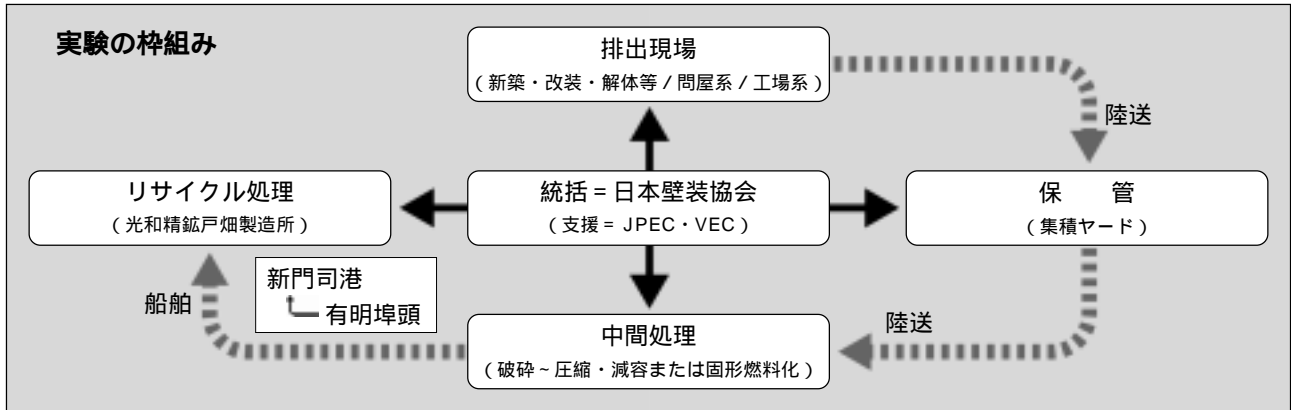 実験の枠組み
排出現場
（新築・改装・解体等/問屋系/工場系）
陸送
リサイクル処理
（光和精鉱戸畑製造所）
統括=日本壁装協会
（支援= JPEC・VEC）
保　　管
（集積ヤード）
新門司港
有明埠頭
船舶
陸送
中間処理
（破砕~圧縮・減容または固形燃料化）